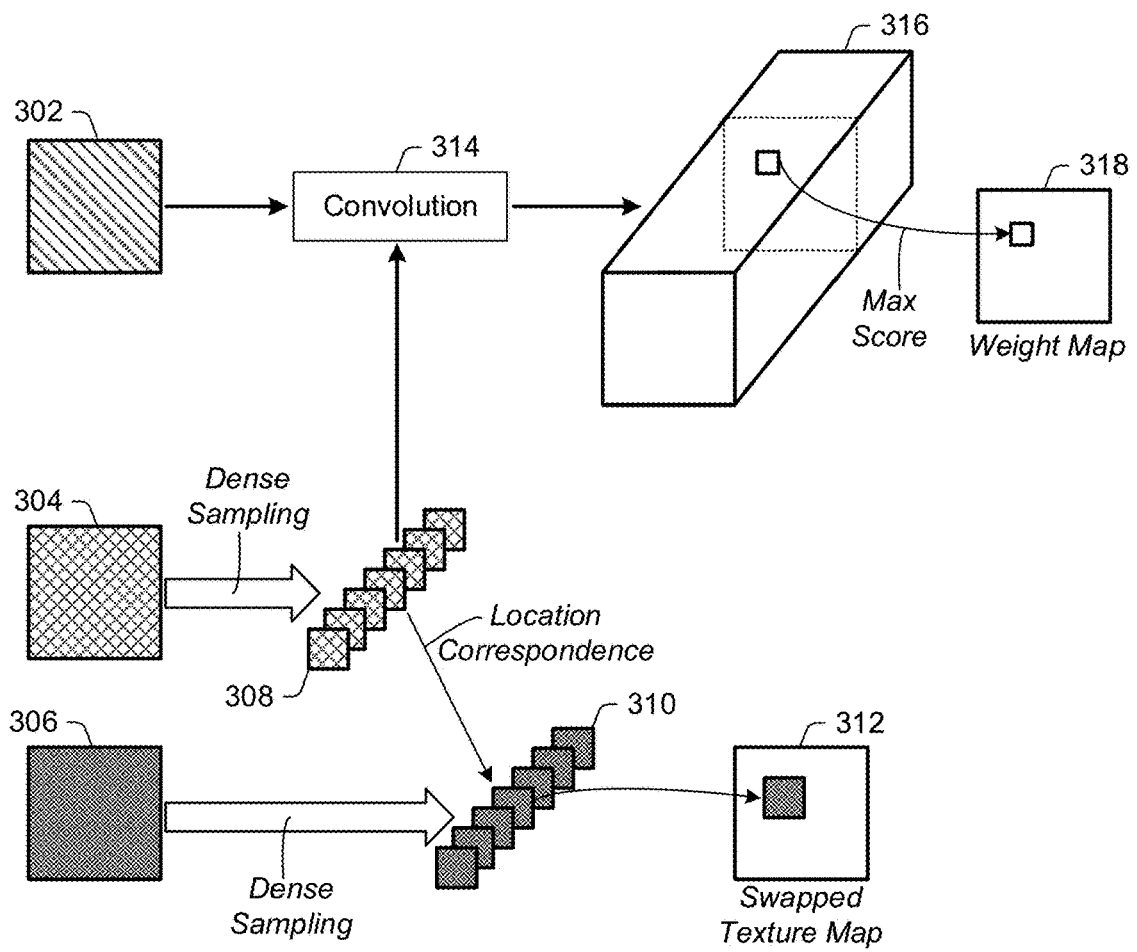 316
302
314
318
Convolution
Max
Score
Weight Map
Dense
Sampling
304
Location
Correspondence
308
306
310
312
Dense
Sampling
Swapped
Texture Map